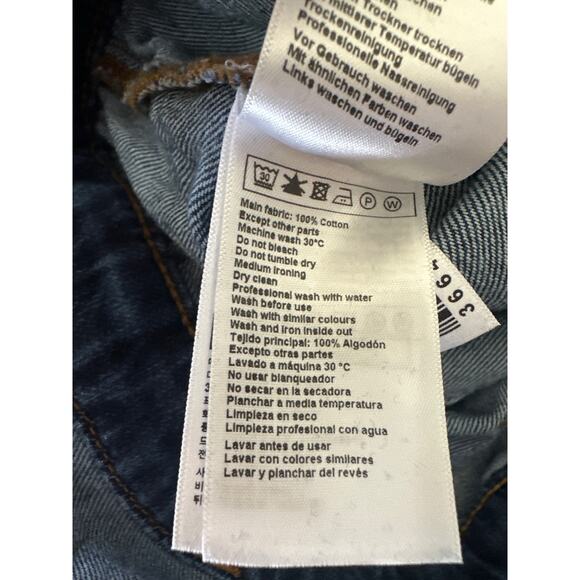 im Trockner trocknen
mittlerer Temperatur bügeln
Trockenreinigung
Professionelle Nassreinigung
Vor Gebrauch waschen
Mit ähnlichen Farben waschen
Links waschen und bügeln
30 P W
Main fabric: 100% Cotton
Except other parts
Machine wash 30°C
Do not bleach
Do not tumble dry
Medium ironing
Dry clean
Professional wash with water
Wash before use
Wash with similar colours
Wash and iron inside out
Tejido principal: 100% Algodón
Excepto otras partes
Lavado a máquina 30 °C
No usar blanqueador
No secar en la secadora
Planchar a media temperatura
Limpieza en seco
Limpieza profesional con agua
Lavar antes de usar
Lavar con colores similares
Lavar y planchar del revés
3664